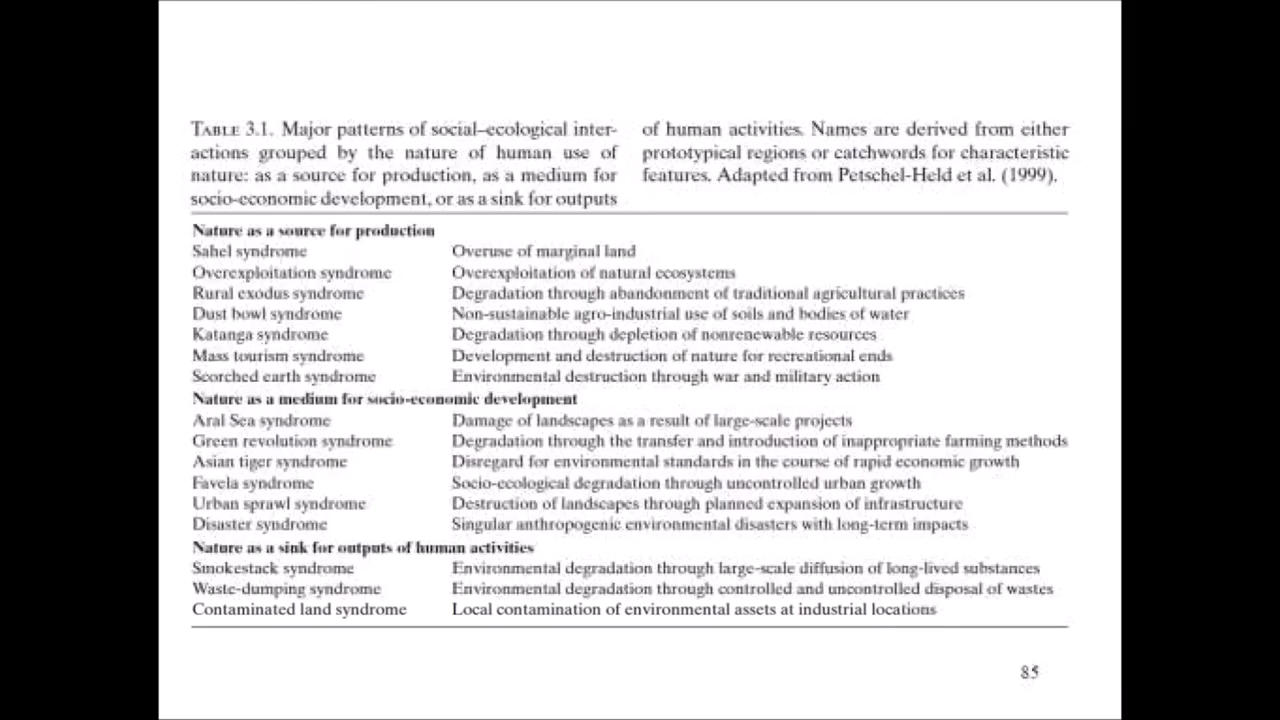 TABLE 3.1. Major patterns of social–ecological inter-
actions grouped by the nature of human use of
nature: as a source for production, as a medium for
socio-economic development, or as a sink for outputs
of human activities. Names are derived from either
prototypical regions or catchwords for characteristic
features. Adapted from Petschel-Held et al. (1999).
Nature as a source for production
Sahel syndrome Overuse of marginal land
Overexploitation syndrome Overexploitation of natural ecosystems
Rural exodus syndrome Degradation through abandonment of traditional agricultural practices
Dust bowl syndrome Non-sustainable agro-industrial use of soils and bodies of water
Katanga syndrome Degradation through depletion of nonrenewable resources
Mass tourism syndrome Development and destruction of nature for recreational ends
Scorched earth syndrome Environmental destruction through war and military action
Nature as a medium for socio-economic development
Aral Sea syndrome Damage of landscapes as a result of large-scale projects
Green revolution syndrome Degradation through the transfer and introduction of inappropriate farming methods
Asian tiger syndrome Disregard for environmental standards in the course of rapid economic growth
Favela syndrome Socio-ecological degradation through uncontrolled urban growth
Urban sprawl syndrome Destruction of landscapes through planned expansion of infrastructure
Disaster syndrome Singular anthropogenic environmental disasters with long-term impacts
Nature as a sink for outputs of human activities
Smokestack syndrome Environmental degradation through large-scale diffusion of long-lived substances
Waste-dumping syndrome Environmental degradation through controlled and uncontrolled disposal of wastes
Contaminated land syndrome Local contamination of environmental assets at industrial locations
85